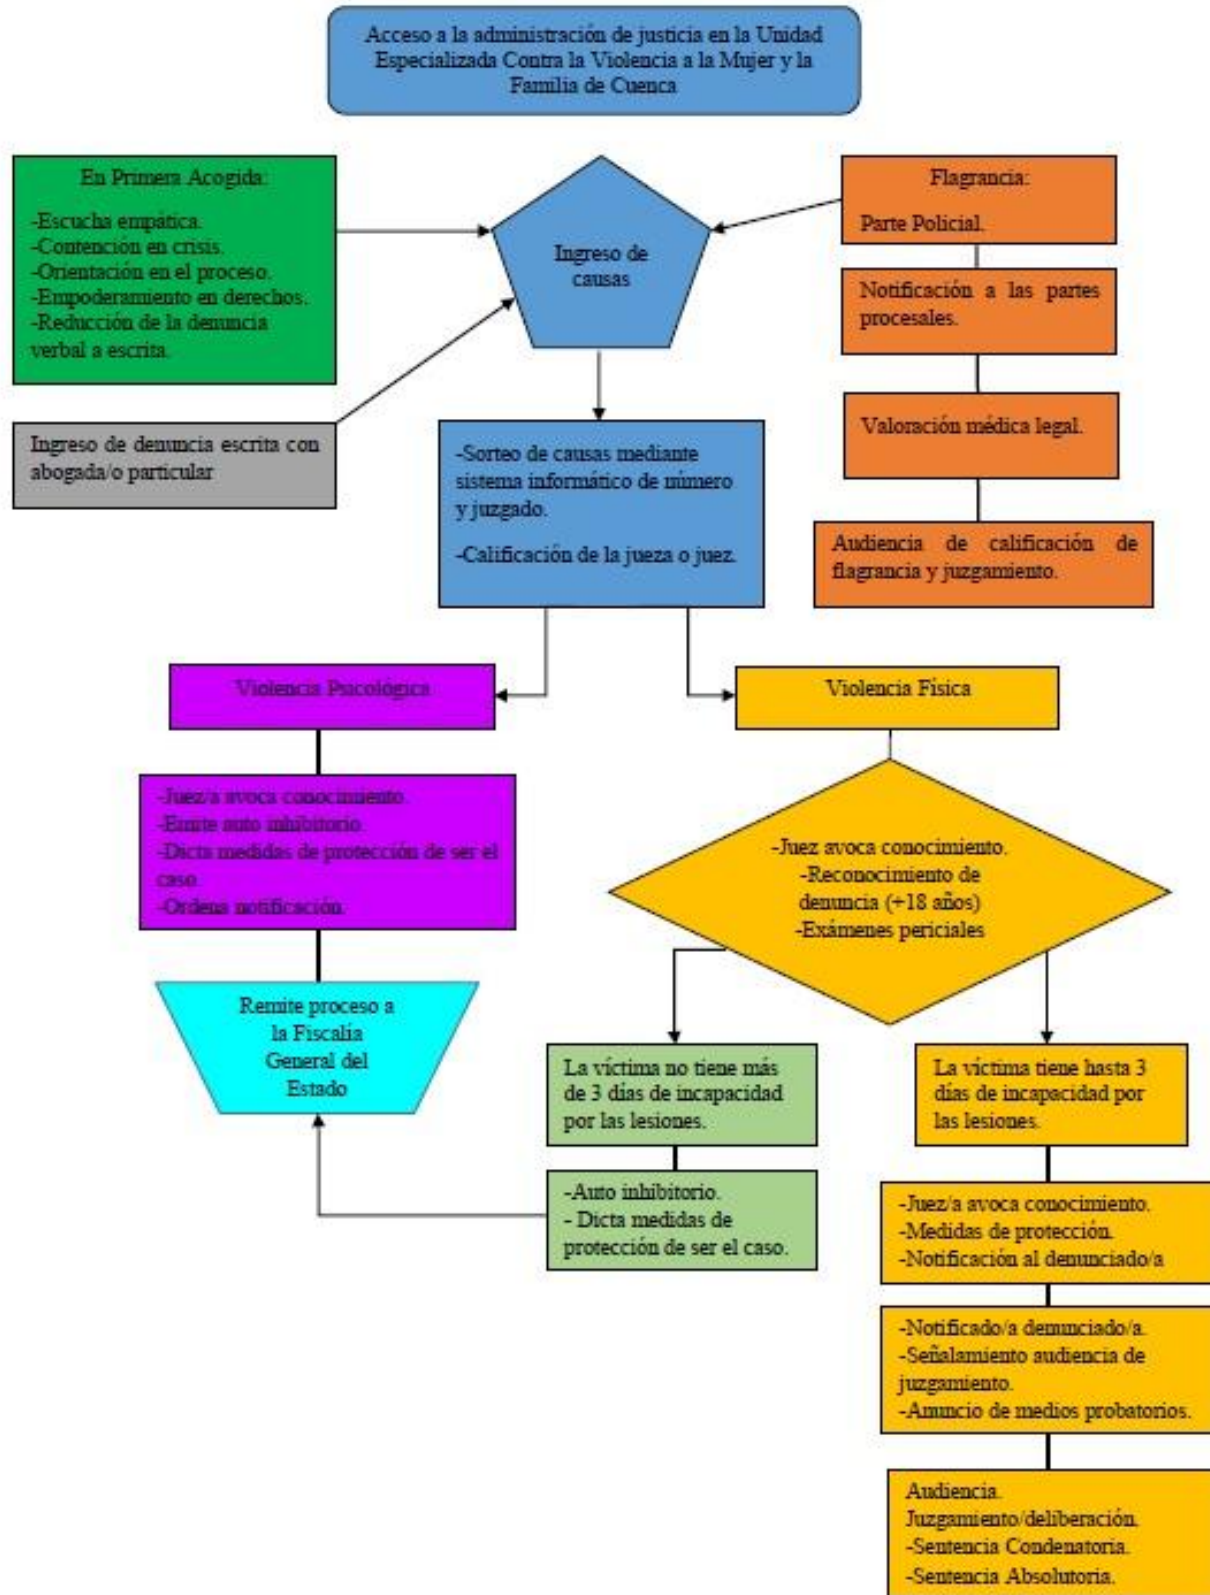 Acceso a la administración de justicia en la Unidad
Especializada Contra la Violencia a la Mujer y la
Familia de Cuenca
En Primera Acogida:
-Escucha empática.
-Contención en crisis.
-Orientación en el proceso.
-Empoderamiento en derechos.
-Reducción de la denuncia
verbal a escrita.
Ingreso de
causas
Flagrancia:
Parte Policial.
Notificación a las partes
procesales.
Valoración médica legal.
Audiencia de calificación de
flagrancia y juzgamiento.
Ingreso de denuncia escrita con
abogada/o particular
-Sorteo de causas mediante
sistema informático de número
y juzgado.
-Calificación de la jueza o juez.
Violencia Psicológica
-Juez/a avoca conocimiento.
-Emite auto inhibitorio.
-Dicta medidas de protección de ser el
caso.
-Ordena notificación.
Remite proceso a
la Fiscalía
General del
Estado
Violencia Física
-Juez avoca conocimiento.
-Reconocimiento de
denuncia (+18 años)
-Exámenes periciales
La víctima no tiene más
de 3 días de incapacidad
por las lesiones.
-Auto inhibitorio.
- Dicta medidas de
protección de ser el caso.
La víctima tiene hasta 3
días de incapacidad por
las lesiones.
-Juez/a avoca conocimiento.
-Medidas de protección.
-Notificación al denunciado/a
-Notificado/a denunciado/a.
-Señalamiento audiencia de
juzgamiento.
-Anuncio de medios probatorios.
Audiencia.
Juzgamiento/deliberación.
-Sentencia Condenatoria.
-Sentencia Absolutoria.